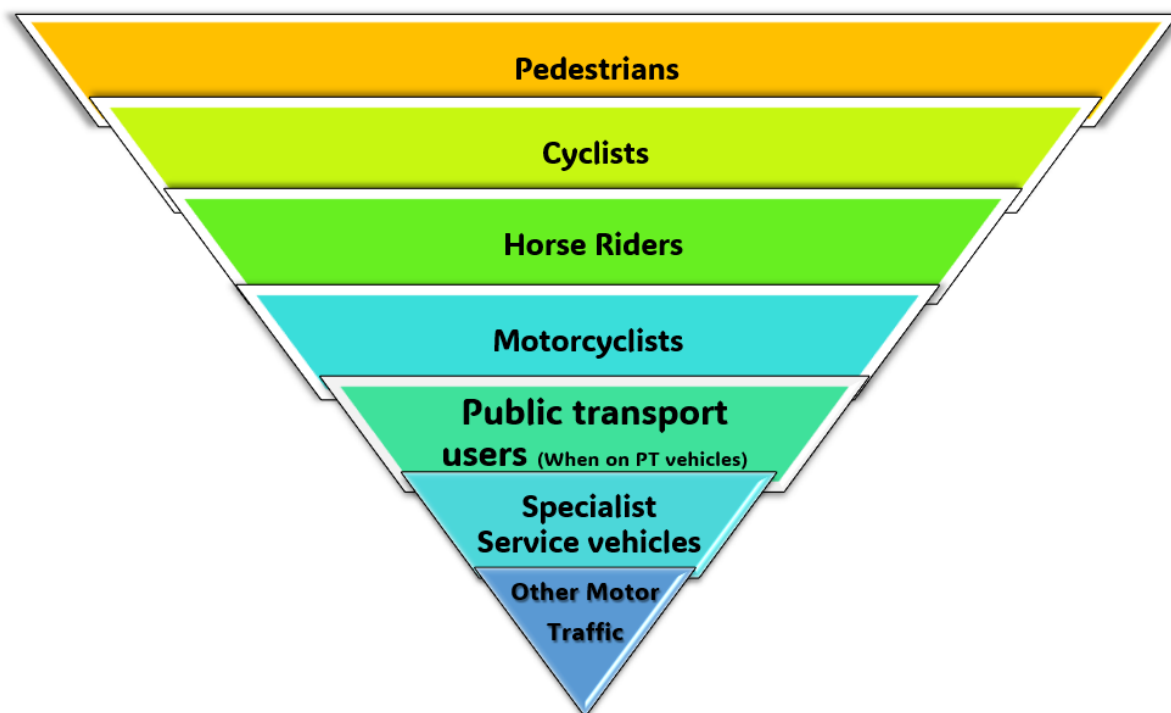 Pedestrians
Cyclists
Horse Riders
Motorcyclists
Public transport
users (When on PT vehicles)
Specialist
Service vehicles
Other Motor
Traffic